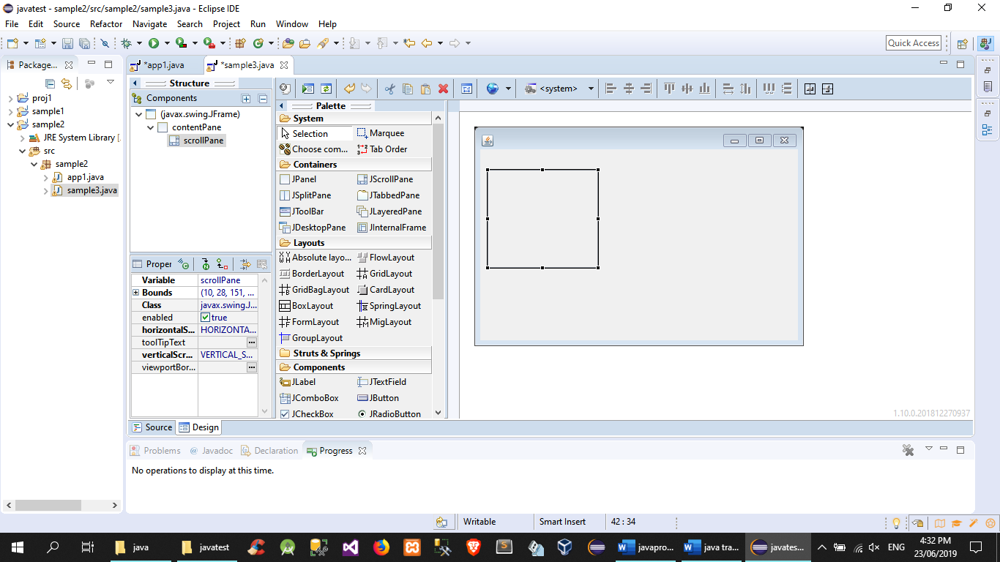 javatest - sample2/src/sample2/sample3.java - Eclipse IDE
File Edit Source Refactor Navigate Search Project Run Window Help
Quick Access
Package...
proj1
sample1
sample2
JRE System Library [
src
sample2
app1.java
sample3.java
*app1.java
*sample3.java
Structure
Components
(javax.swing.JFrame)
contentPane
scrollPane
Proper
Variable scrollPane
Bounds (10, 28, 151, ...
Class javax.swing.J...
enabled true
horizontalS... HORIZONTA...
toolTipText
verticalScr... VERTICAL_S...
viewportBor...
<system>
Palette
System
Selection Marquee
Choose com... Tab Order
Containers
JPanel JScrollPane
JSplitPane JTabbedPane
JToolBar JLayeredPane
JDesktopPane JInternalFrame
Layouts
Absolute layo... FlowLayout
BorderLayout GridLayout
GridBagLayout CardLayout
BoxLayout SpringLayout
FormLayout MigLayout
GroupLayout
Struts & Springs
Components
JLabel JTextField
JComboBox JButton
JCheckBox JRadioButton
1.10.0.201812270937
Source Design
Problems Javadoc Declaration Progress
No operations to display at this time.
Writable Smart Insert 42 : 34
java
javatest
javapro...
java tra...
javates...
ENG
4:32 PM
23/06/2019